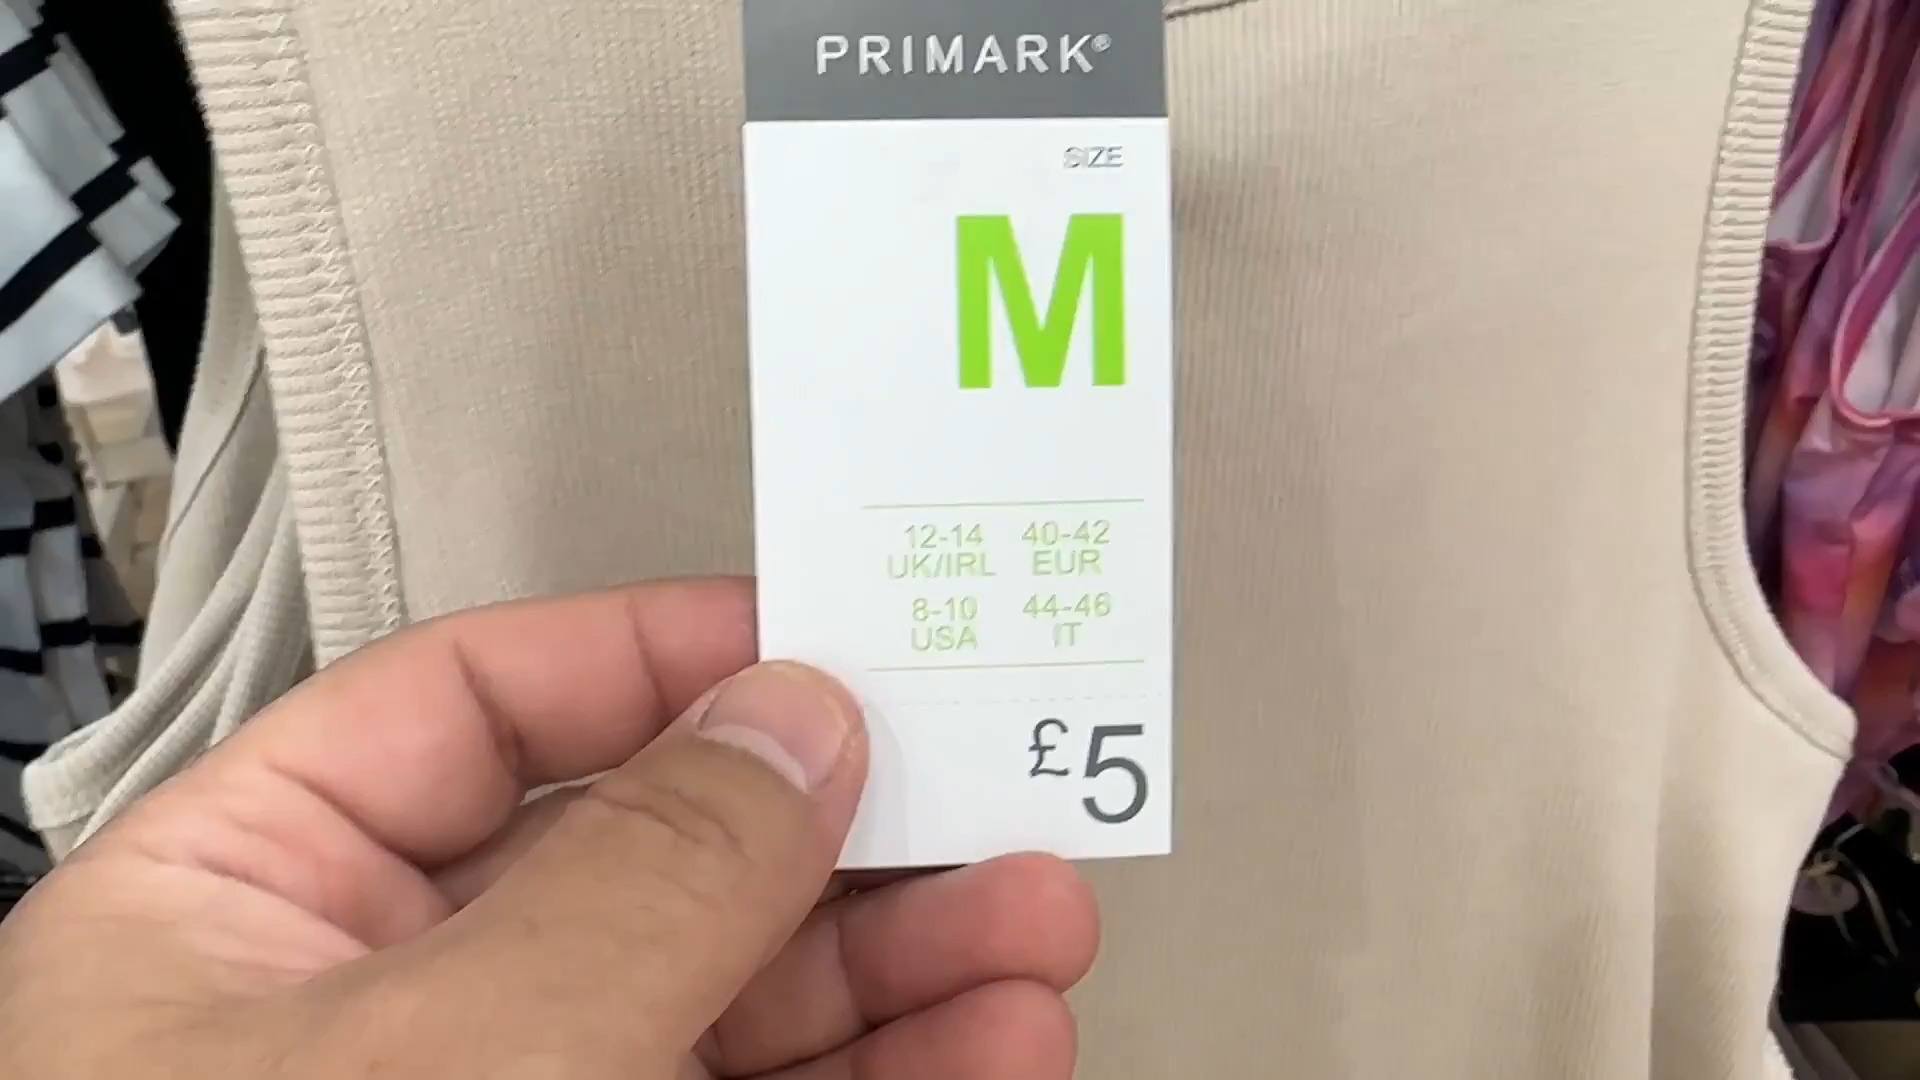 PRIMARK®
SIZE
M
12-14 40-42
UK/IRL EUR
8-10 44-46
USA IT
£5